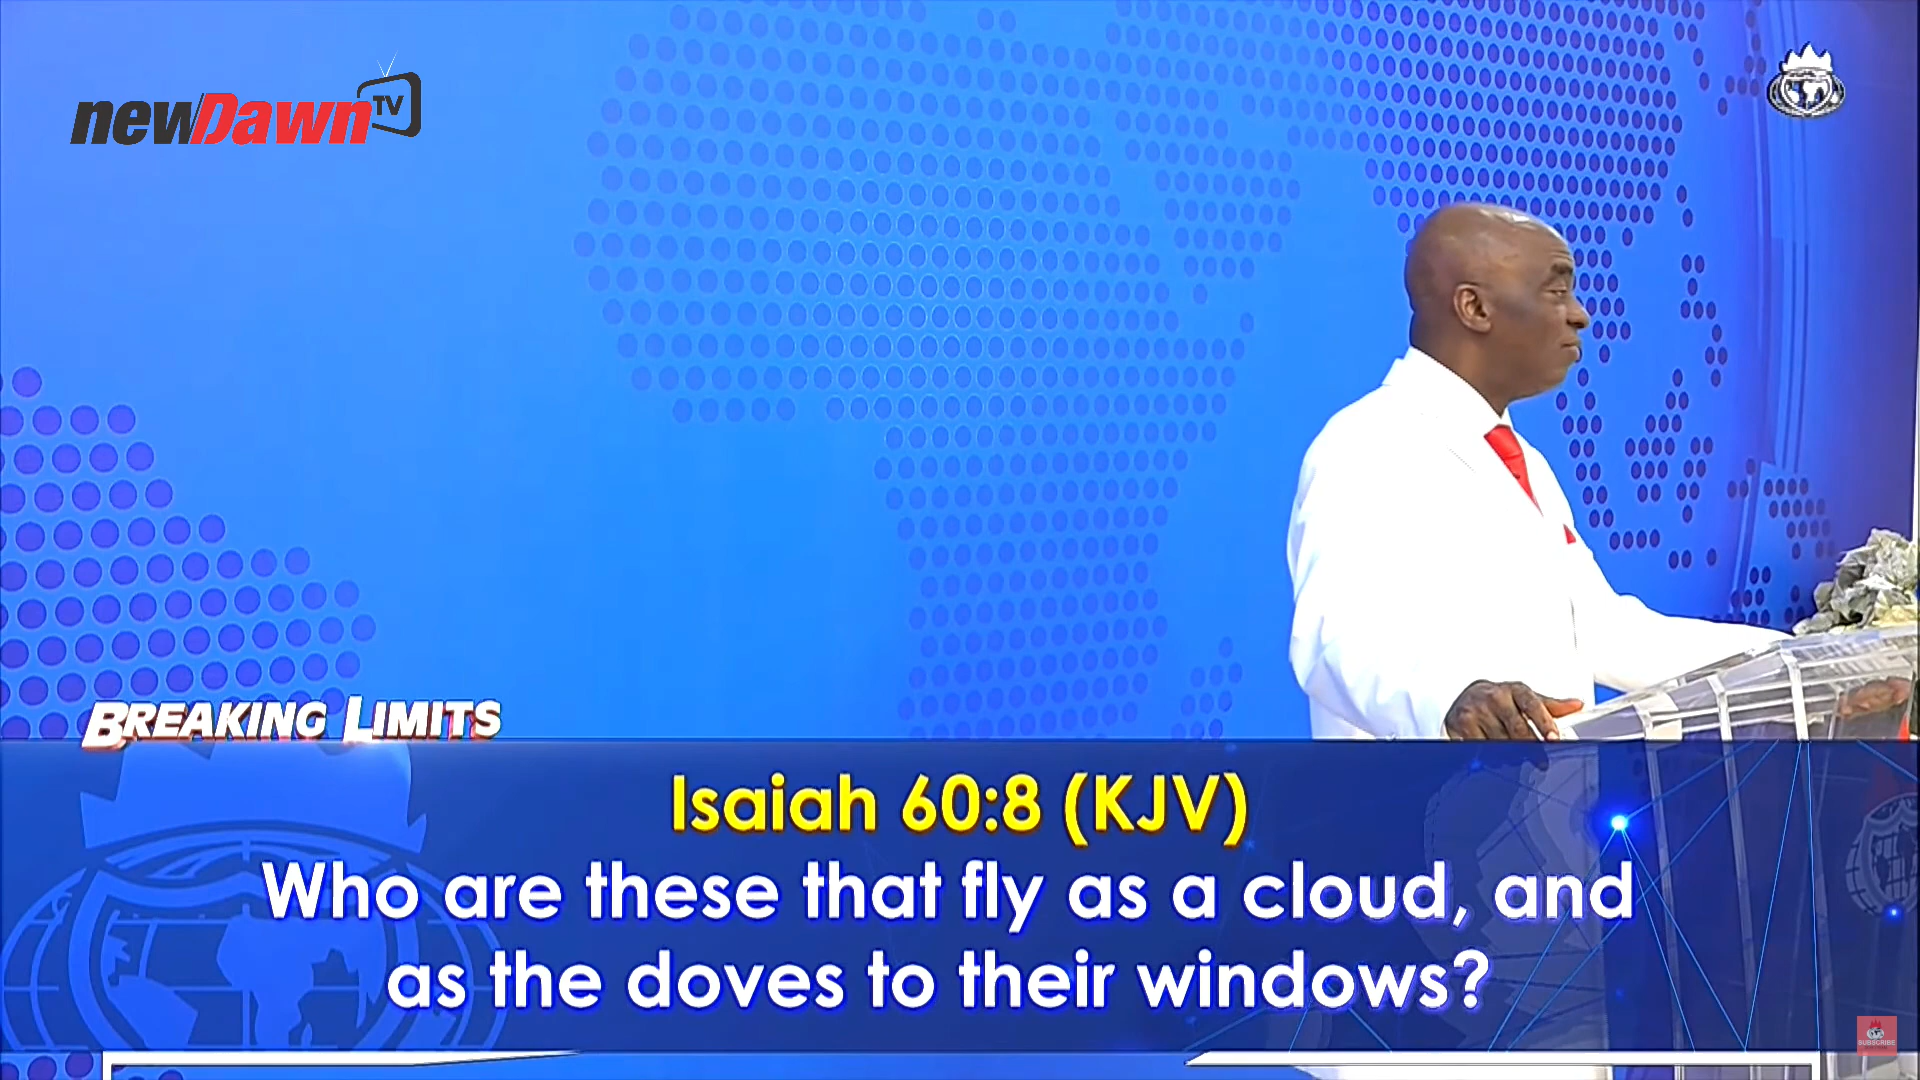 newDawn TV
BREAKING LIMITS
Isaiah 60:8 (KJV)
Who are these that fly as a cloud, and
as the doves to their windows?
SUBSCRIBE